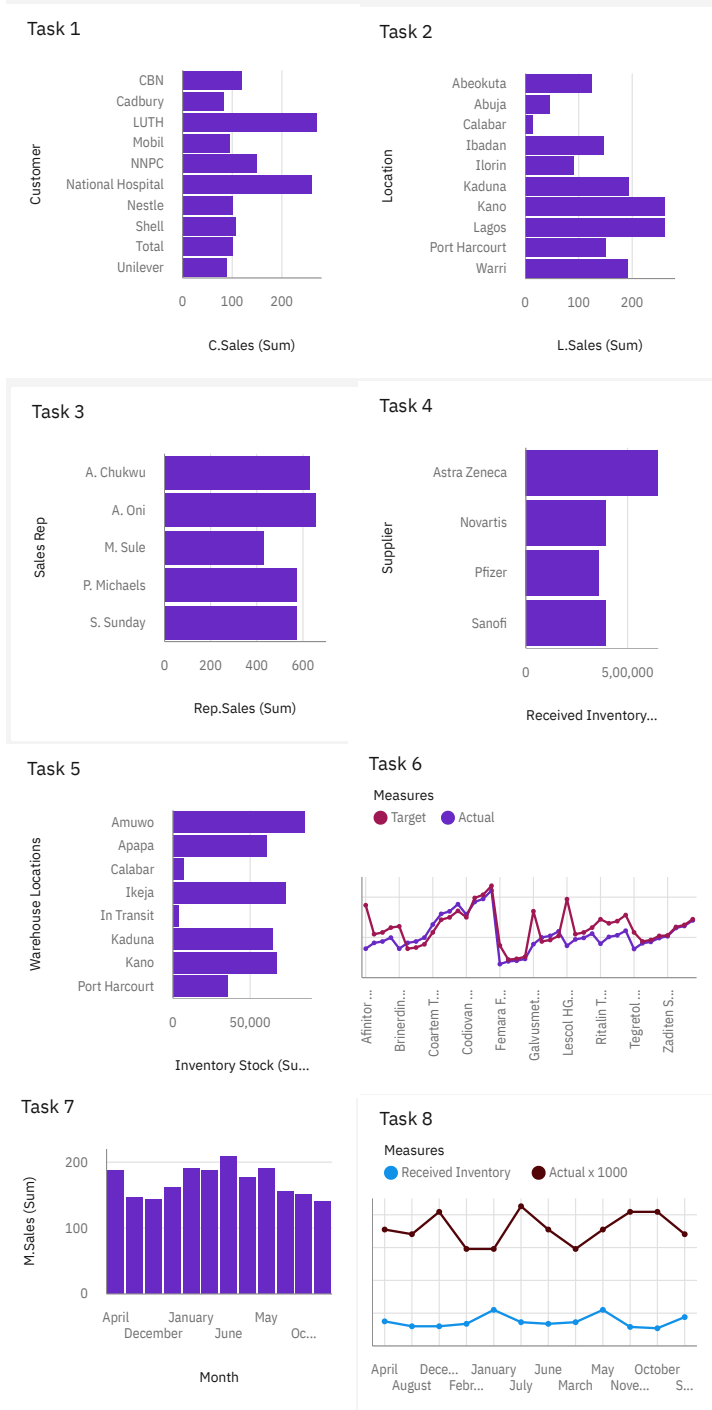 Task 1
Customer
CBN
Cadbury
LUTH
Mobil
NNPC
National Hospital
Nestle
Shell
Total
Unilever
0 100 200
C.Sales (Sum)
Task 2
Location
Abeokuta
Abuja
Calabar
Ibadan
Ilorin
Kaduna
Kano
Lagos
Port Harcourt
Warri
0 100 200
L.Sales (Sum)
Task 3
Sales Rep
A. Chukwu
A. Oni
M. Sule
P. Michaels
S. Sunday
0 200 400 600
Rep.Sales (Sum)
Task 4
Supplier
Astra Zeneca
Novartis
Pfizer
Sanofi
0 5,00,000
Received Inventory...
Task 5
Warehouse Locations
Amuwo
Apapa
Calabar
Ikeja
In Transit
Kaduna
Kano
Port Harcourt
0 50,000
Inventory Stock (Su...
Task 6
Measures
Target Actual
Afinitor ...
Brinerdin...
Coartem T...
Codiovan ...
Femara F...
Galvusmet...
Lescol HG...
Ritalin T...
Tegretol ...
Zaditen S...
Task 7
M.Sales (Sum)
200
100
0
April January May
December June Oc...
Month
Task 8
Measures
Received Inventory Actual x 1000
April Dece... January June May October
August Febr... July March Nove... S...